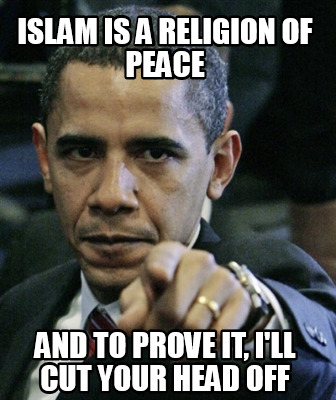 ISLAM IS A RELIGION OF
PEACE
AND TO PROVE IT, I'LL
CUT YOUR HEAD OFF